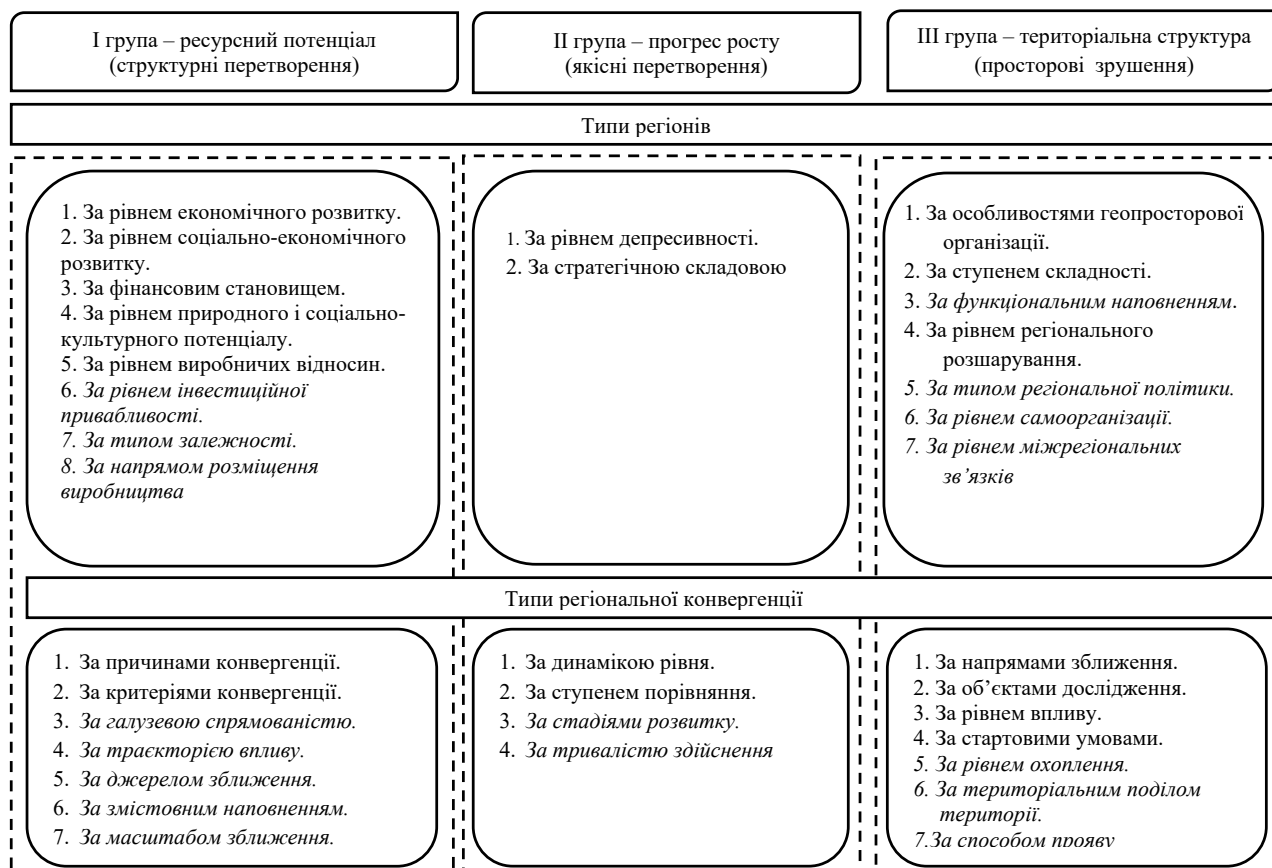 І група – ресурсний потенціал
(структурні перетворення)
ІІ група – прогрес росту
(якісні перетворення)
ІІІ група – територіальна структура
(просторові зрушення)
Типи регіонів
1. За рівнем економічного розвитку.
2. За рівнем соціально-економічного
розвитку.
3. За фінансовим становищем.
4. За рівнем природного і соціально-
культурного потенціалу.
5. За рівнем виробничих відносин.
6. За рівнем інвестиційної
привабливості.
7. За типом залежності.
8. За напрямом розміщення
виробництва
1. За рівнем депресивності.
2. За стратегічною складовою
1. За особливостями геопросторової
організації.
2. За ступенем складності.
3. За функціональним наповненням.
4. За рівнем регіонального
розшарування.
5. За типом регіональної політики.
6. За рівнем самоорганізації.
7. За рівнем міжрегіональних
зв’язків
Типи регіональної конвергенції
1. За причинами конвергенції.
2. За критеріями конвергенції.
3. За галузевою спрямованістю.
4. За траєкторією впливу.
5. За джерелом зближення.
6. За змістовним наповненням.
7. За масштабом зближення.
1. За динамікою рівня.
2. За ступенем порівняння.
3. За стадіями розвитку.
4. За тривалістю здійснення
1. За напрямами зближення.
2. За об’єктами дослідження.
3. За рівнем впливу.
4. За стартовими умовами.
5. За рівнем охоплення.
6. За територіальним поділом
території.
7.За способом прояву